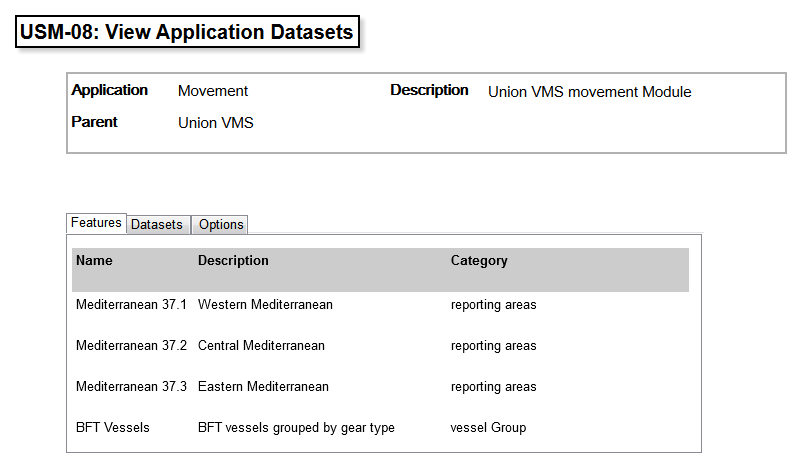 USM-08: View Application Datasets
Application Movement Description Union VMS movement Module
Parent Union VMS
Features Datasets Options
Name Description Category
Mediterranean 37.1 Western Mediterranean reporting areas
Mediterranean 37.2 Central Mediterranean reporting areas
Mediterranean 37.3 Eastern Mediterranean reporting areas
BFT Vessels BFT vessels grouped by gear type vessel Group